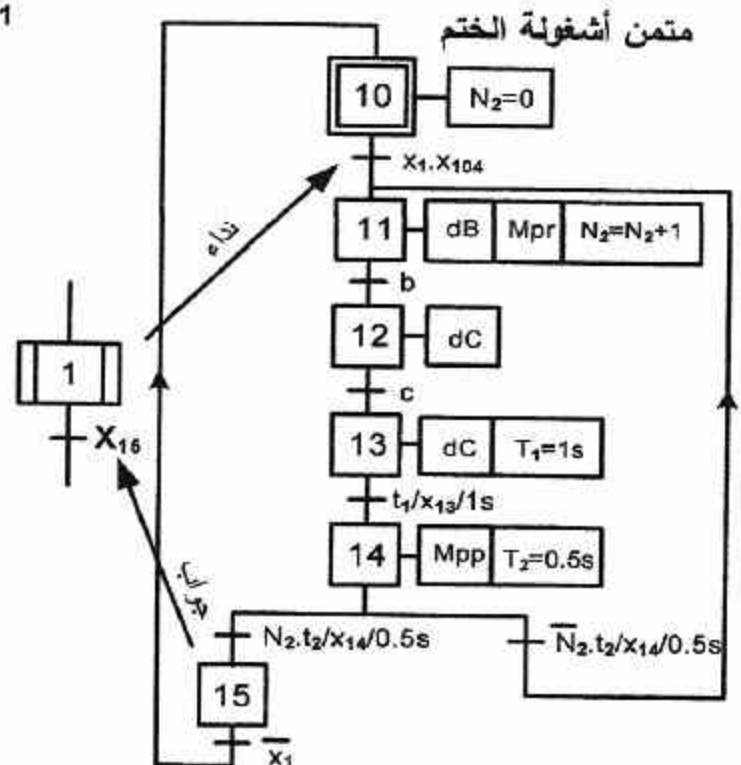 1
متمن أشغولة الختم
10
N₂=0
x₁.x₁₀₄
11
dB Mpr N₂=N₂+1
b
12
dC
c
13
dC T₁=1s
t₁/x₁₃/1s
14
Mpp T₂=0.5s
N₂.t₂/x₁₄/0.5s
N̅₂.t₂/x₁₄/0.5s
15
x̅₁
نداء
1
X₁₅
جواب